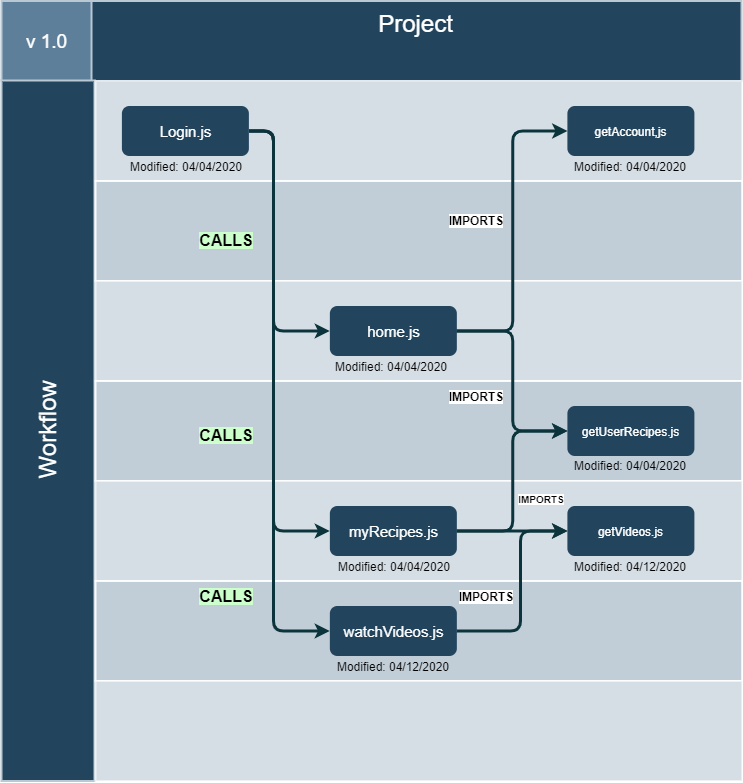 v 1.0
Project
Workflow
Login.js
Modified: 04/04/2020
getAccount,js
Modified: 04/04/2020
CALLS
IMPORTS
home.js
Modified: 04/04/2020
IMPORTS
CALLS
getUserRecipes.js
Modified: 04/04/2020
IMPORTS
myRecipes.js
Modified: 04/04/2020
getVideos.js
Modified: 04/12/2020
CALLS
IMPORTS
watchVideos.js
Modified: 04/12/2020